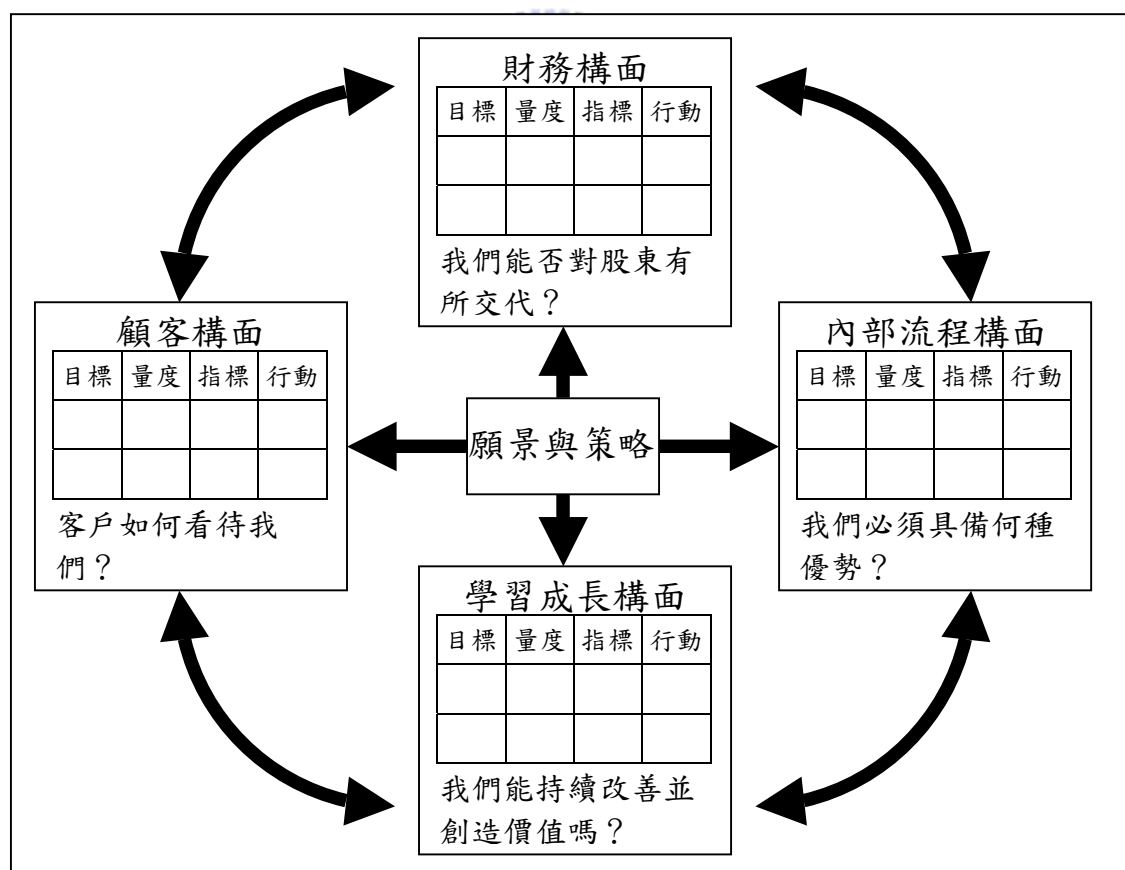 財務構面
目標 量度 指標 行動
我們能否對股東有
所交代？
顧客構面
目標 量度 指標 行動
客戶如何看待我
們？
願景與策略
內部流程構面
目標 量度 指標 行動
我們必須具備何種
優勢？
學習成長構面
目標 量度 指標 行動
我們能持續改善並
創造價值嗎？